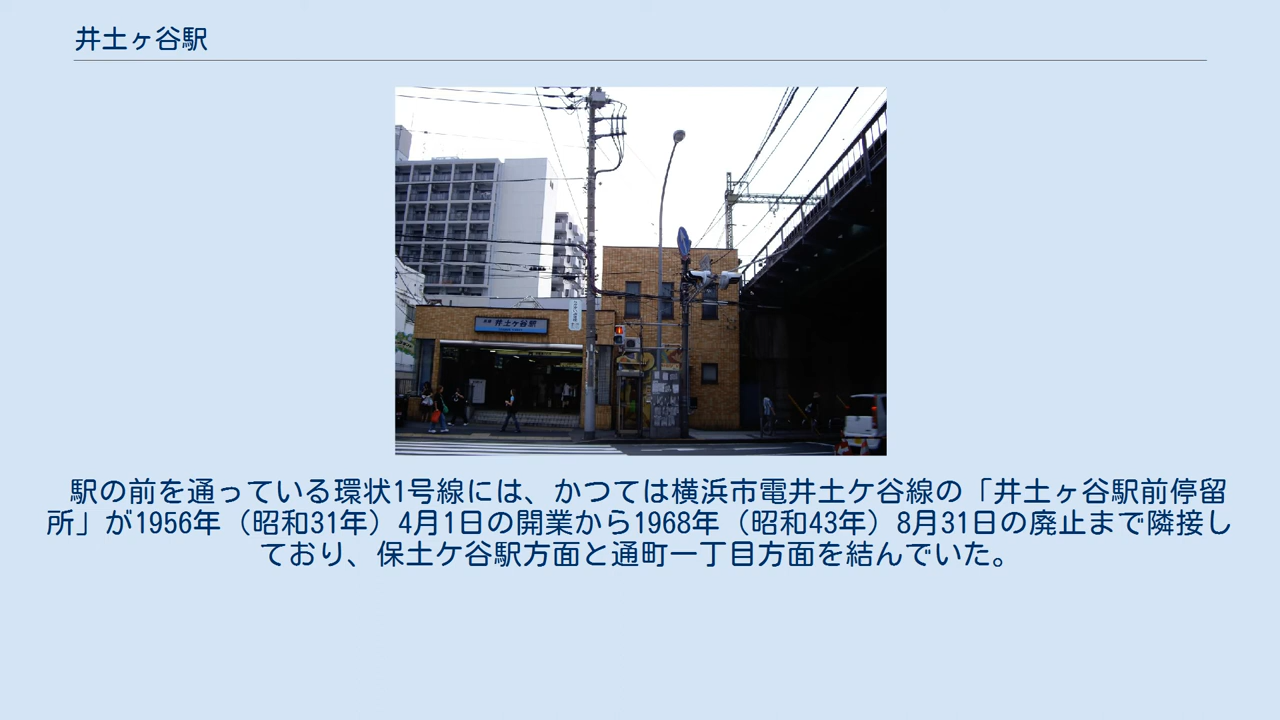 井土ヶ谷駅
井土ヶ谷駅
駅の前を通っている環状1号線には、かつては横浜市電井土ケ谷線の「井土ヶ谷駅前停留
所」が1956年（昭和31年）4月1日の開業から1968年（昭和43年）8月31日の廃止まで隣接し
ており、保土ケ谷駅方面と通町一丁目方面を結んでいた。